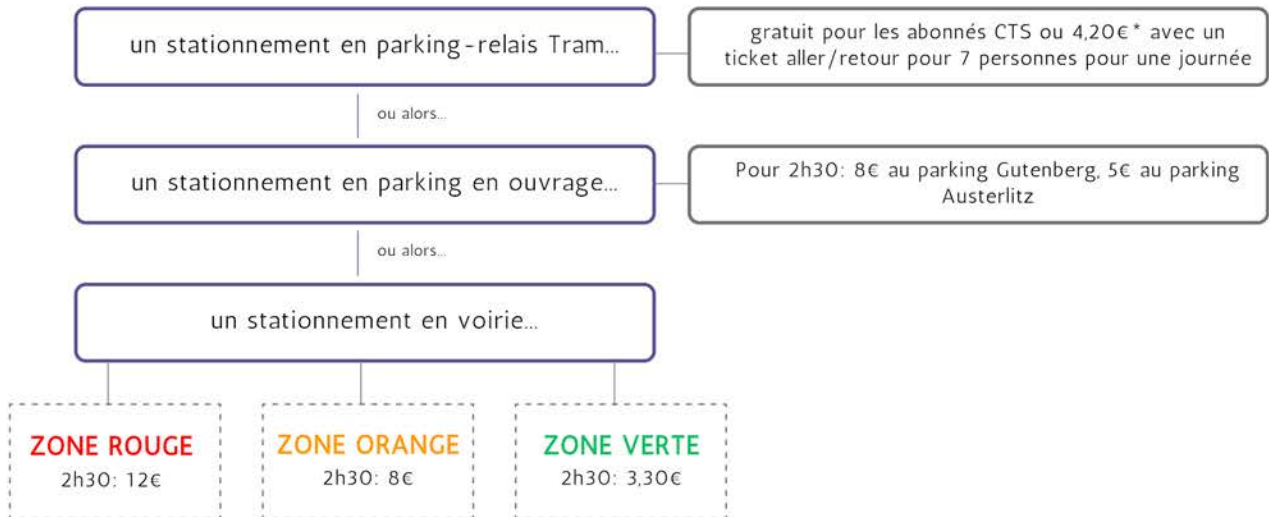 un stationnement en parking-relais Tram...
gratuit pour les abonnés CTS ou 4,20€* avec un
ticket aller/retour pour 7 personnes pour une journée
ou alors...
un stationnement en parking en ouvrage...
Pour 2h30: 8€ au parking Gutenberg, 5€ au parking
Austerlitz
ou alors...
un stationnement en voirie...
ZONE ROUGE
2h30: 12€
ZONE ORANGE
2h30: 8€
ZONE VERTE
2h30: 3,30€